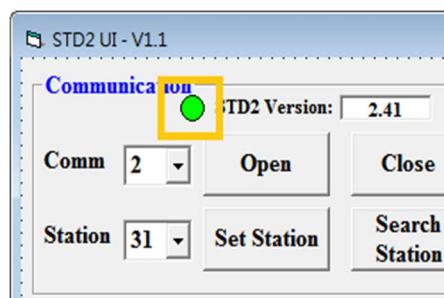 STD2 UI - V1.1
Communication
STD2 Version: 2.41
Comm 2 Open Close
Station 31 Set Station Search
Station